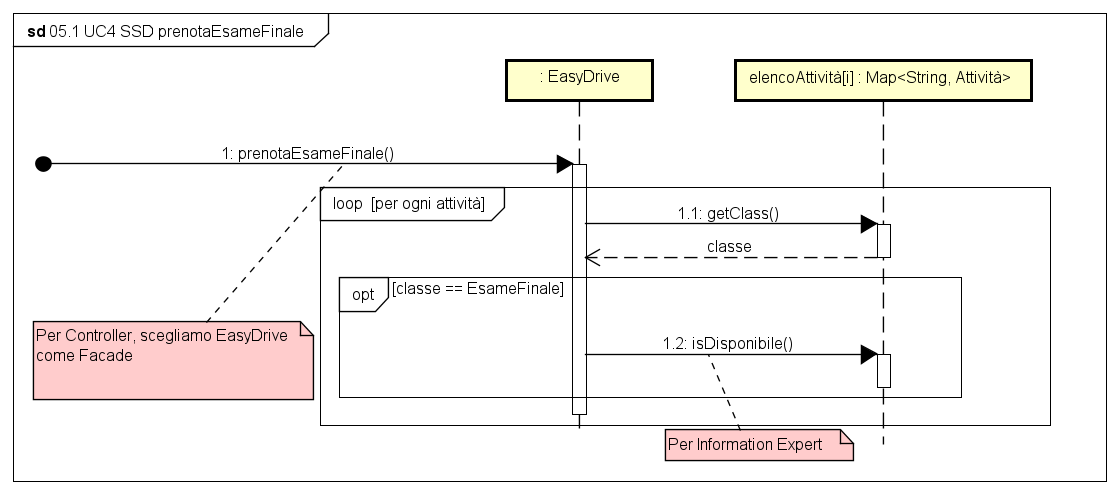 sd 05.1 UC4 SSD prenotaEsameFinale
: EasyDrive
elencoAttività[i] : Map<String, Attività>
1: prenotaEsameFinale()
loop [per ogni attività]
1.1: getClass()
classe
opt [classe == EsameFinale]
Per Controller, scegliamo EasyDrive
come Facade
1.2: isDisponibile()
Per Information Expert